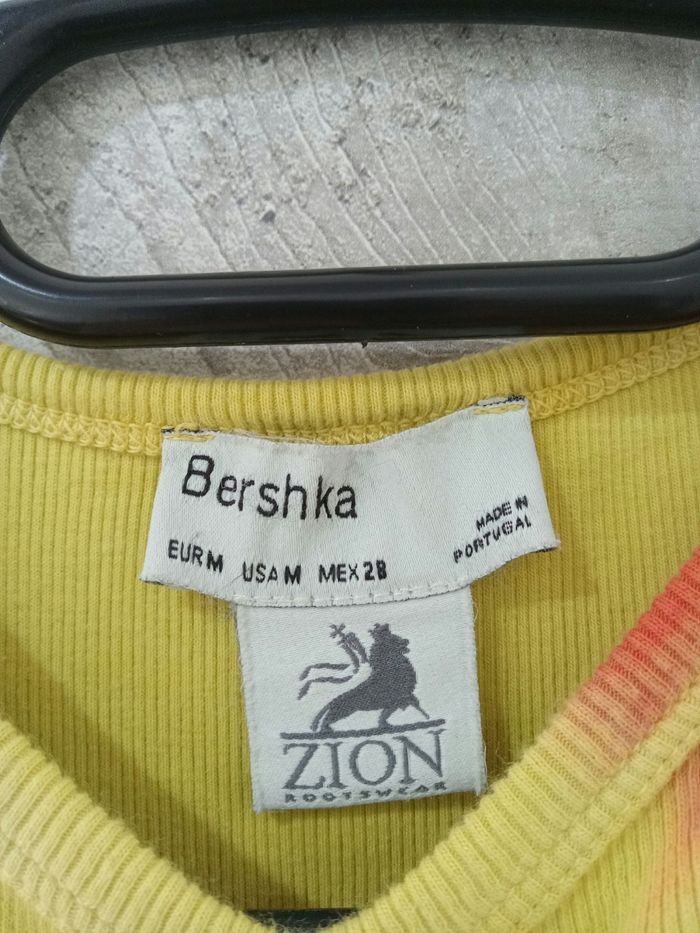 Bershka
MADE IN
PORTUGAL
EUR M USA M MEX 28
ZION
ROOTSWEAR